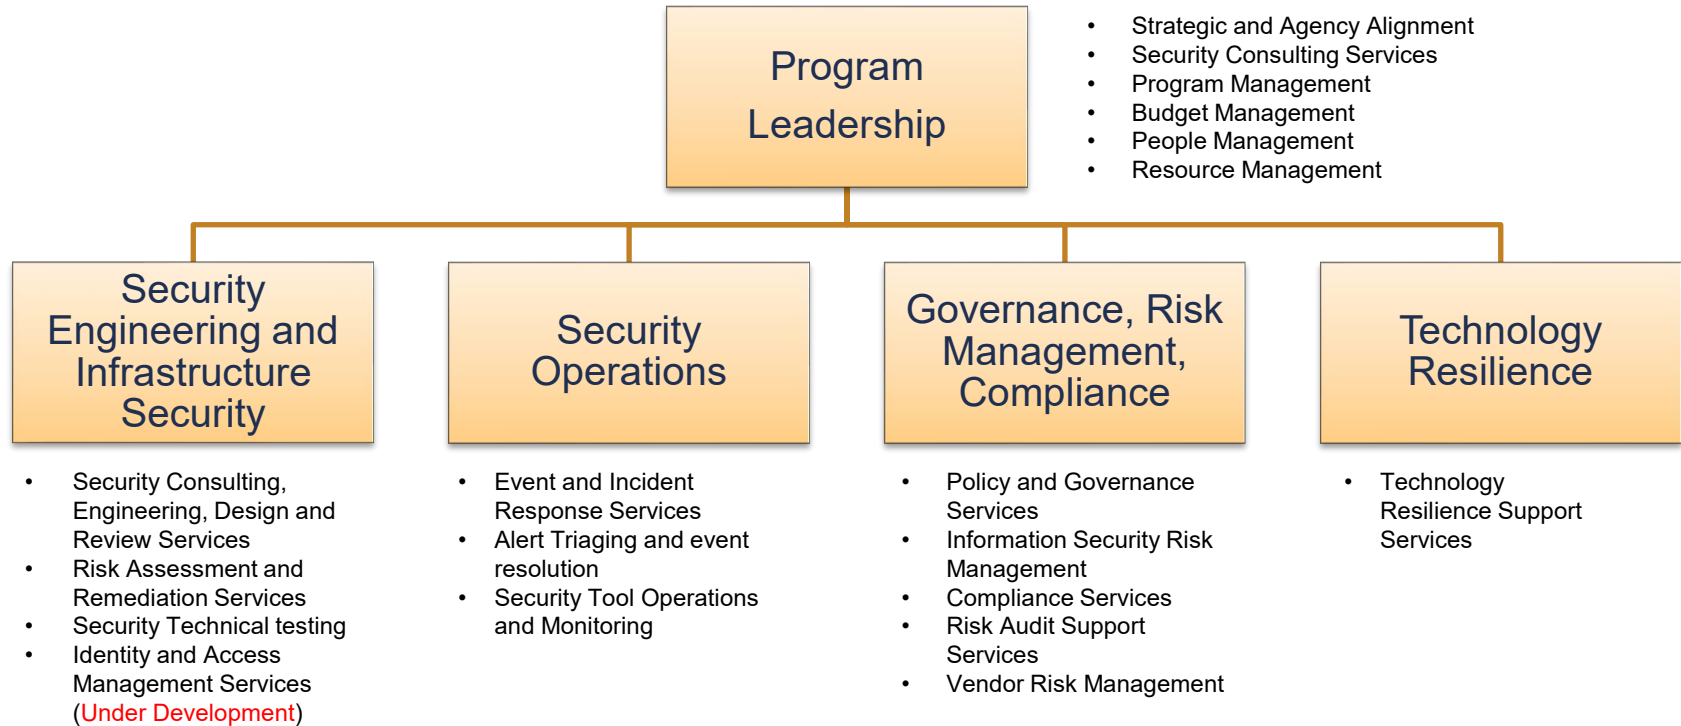 Program
Leadership
• Strategic and Agency Alignment
• Security Consulting Services
• Program Management
• Budget Management
• People Management
• Resource Management
Security
Engineering and
Infrastructure
Security
• Security Consulting,
Engineering, Design and
Review Services
• Risk Assessment and
Remediation Services
• Security Technical testing
• Identity and Access
Management Services
(Under Development)
Security
Operations
• Event and Incident
Response Services
• Alert Triaging and event
resolution
• Security Tool Operations
and Monitoring
Governance, Risk
Management,
Compliance
• Policy and Governance
Services
• Information Security Risk
Management
• Compliance Services
• Risk Audit Support
Services
• Vendor Risk Management
Technology
Resilience
• Technology
Resilience Support
Services